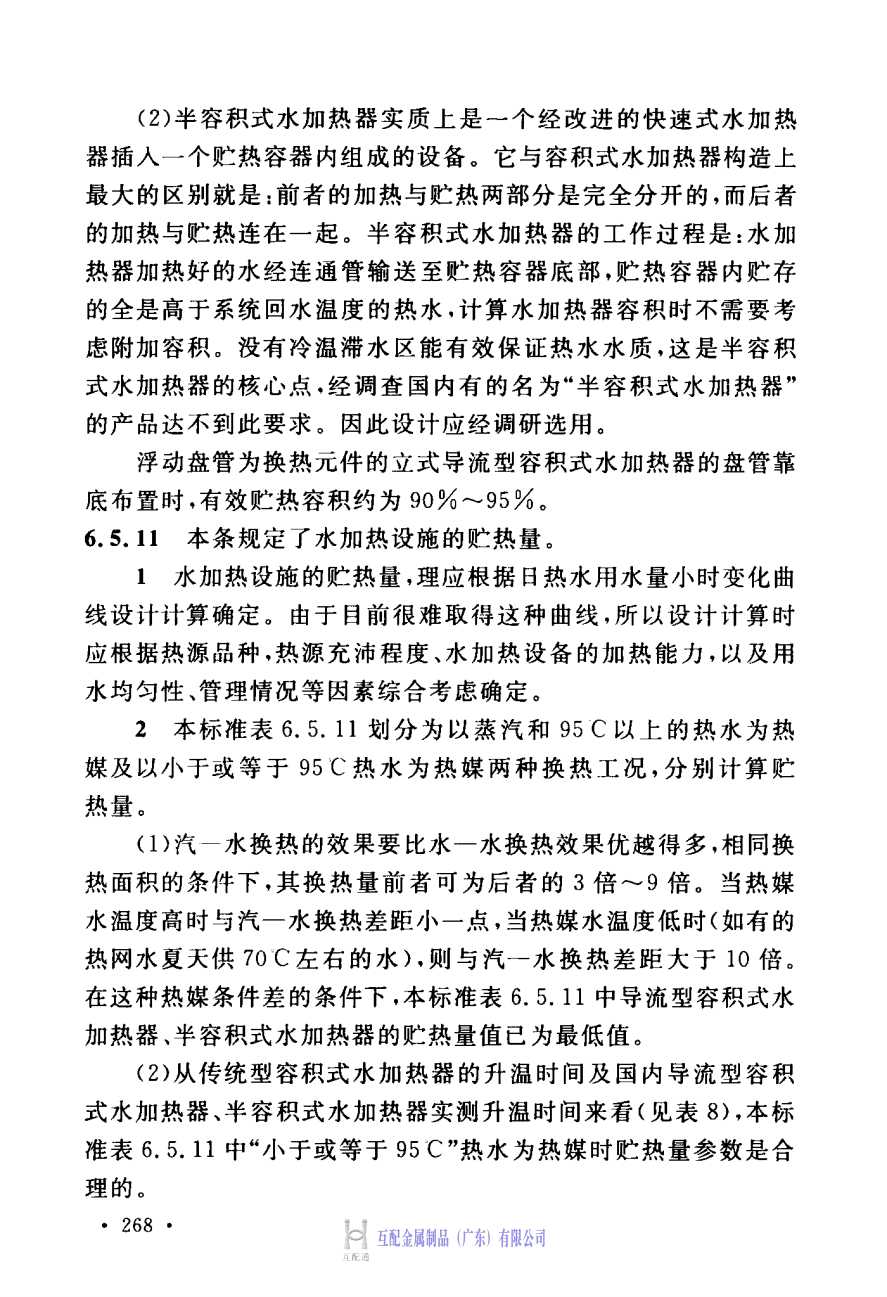 (2)半容积式水加热器实质上是一个经改进的快速式水加热
器插入一个贮热容器内组成的设备。它与容积式水加热器构造上
最大的区别就是:前者的加热与贮热两部分是完全分开的,而后者
的加热与贮热连在一起。半容积式水加热器的工作过程是:水加
热器加热好的水经连通管输送至贮热容器底部,贮热容器内贮存
的全是高于系统回水温度的热水,计算水加热器容积时不需要考
虑附加容积。没有冷温滞水区能有效保证热水水质,这是半容积
式水加热器的核心点,经调查国内有的名为“半容积式水加热器”
的产品达不到此要求。因此设计应经调研选用。
浮动盘管为换热元件的立式导流型容积式水加热器的盘管靠
底布置时,有效贮热容积约为 90%～95%。
6.5.11 本条规定了水加热设施的贮热量。
1 水加热设施的贮热量,理应根据日热水用水量小时变化曲
线设计计算确定。由于目前很难取得这种曲线,所以设计计算时
应根据热源品种,热源充沛程度、水加热设备的加热能力,以及用
水均匀性、管理情况等因素综合考虑确定。
2 本标准表 6.5.11 划分为以蒸汽和 95℃以上的热水为热
媒及以小于或等于 95℃热水为热媒两种换热工况,分别计算贮
热量。
(1)汽—水换热的效果要比水—水换热效果优越得多,相同换
热面积的条件下,其换热量前者可为后者的 3 倍～9 倍。当热媒
水温度高时与汽—水换热差距小一点,当热媒水温度低时(如有的
热网水夏天供 70℃左右的水),则与汽—水换热差距大于 10 倍。
在这种热媒条件差的条件下,本标准表 6.5.11 中导流型容积式水
加热器、半容积式水加热器的贮热量值已为最低值。
(2)从传统型容积式水加热器的升温时间及国内导流型容积
式水加热器、半容积式水加热器实测升温时间来看(见表 8),本标
准表 6.5.11 中“小于或等于 95℃”热水为热媒时贮热量参数是合
理的。
· 268 ·
互配金属制品(广东)有限公司
互配通